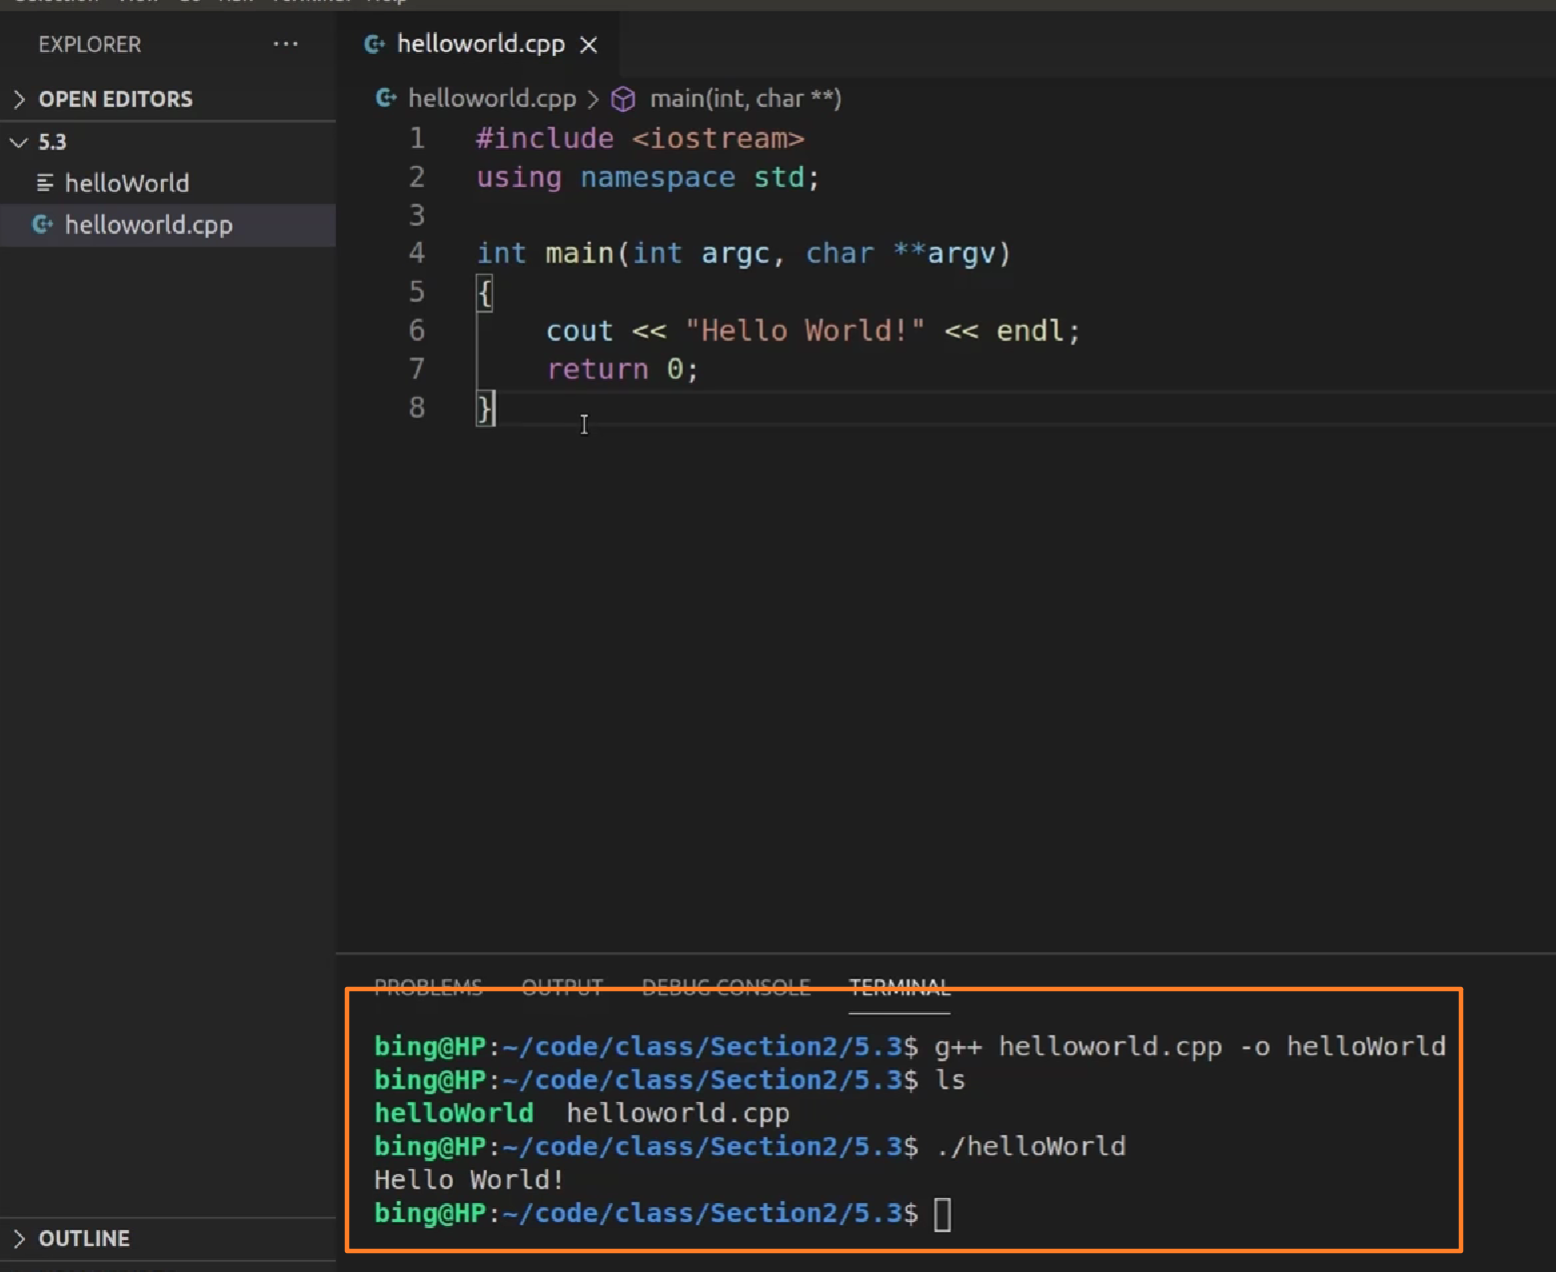 EXPLORER ···
OPEN EDITORS
5.3
helloWorld
helloworld.cpp
helloworld.cpp
helloworld.cpp > main(int, char **)
1 #include <iostream>
2 using namespace std;
3
4 int main(int argc, char **argv)
5 {
6 cout << "Hello World!" << endl;
7 return 0;
8 }
PROBLEMS OUTPUT DEBUG CONSOLE TERMINAL
bing@HP:~/code/class/Section2/5.3$ g++ helloworld.cpp -o helloWorld
bing@HP:~/code/class/Section2/5.3$ ls
helloWorld helloworld.cpp
bing@HP:~/code/class/Section2/5.3$ ./helloWorld
Hello World!
bing@HP:~/code/class/Section2/5.3$
OUTLINE